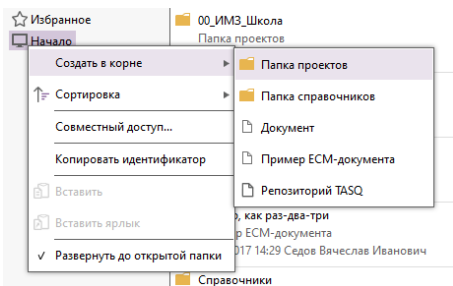 Избранное
Начало
00_ИМЗ_Школа
Папка проектов
Создать в корне
Сортировка
Совместный доступ...
Копировать идентификатор
Вставить
Вставить ярлык
✓ Развернуть до открытой папки
Папка проектов
Папка справочников
Документ
Пример ECM-документа
Репозиторий TASQ
, как раз-два-три
ECM-документа
017 14:29 Седов Вячеслав Иванович
Справочники